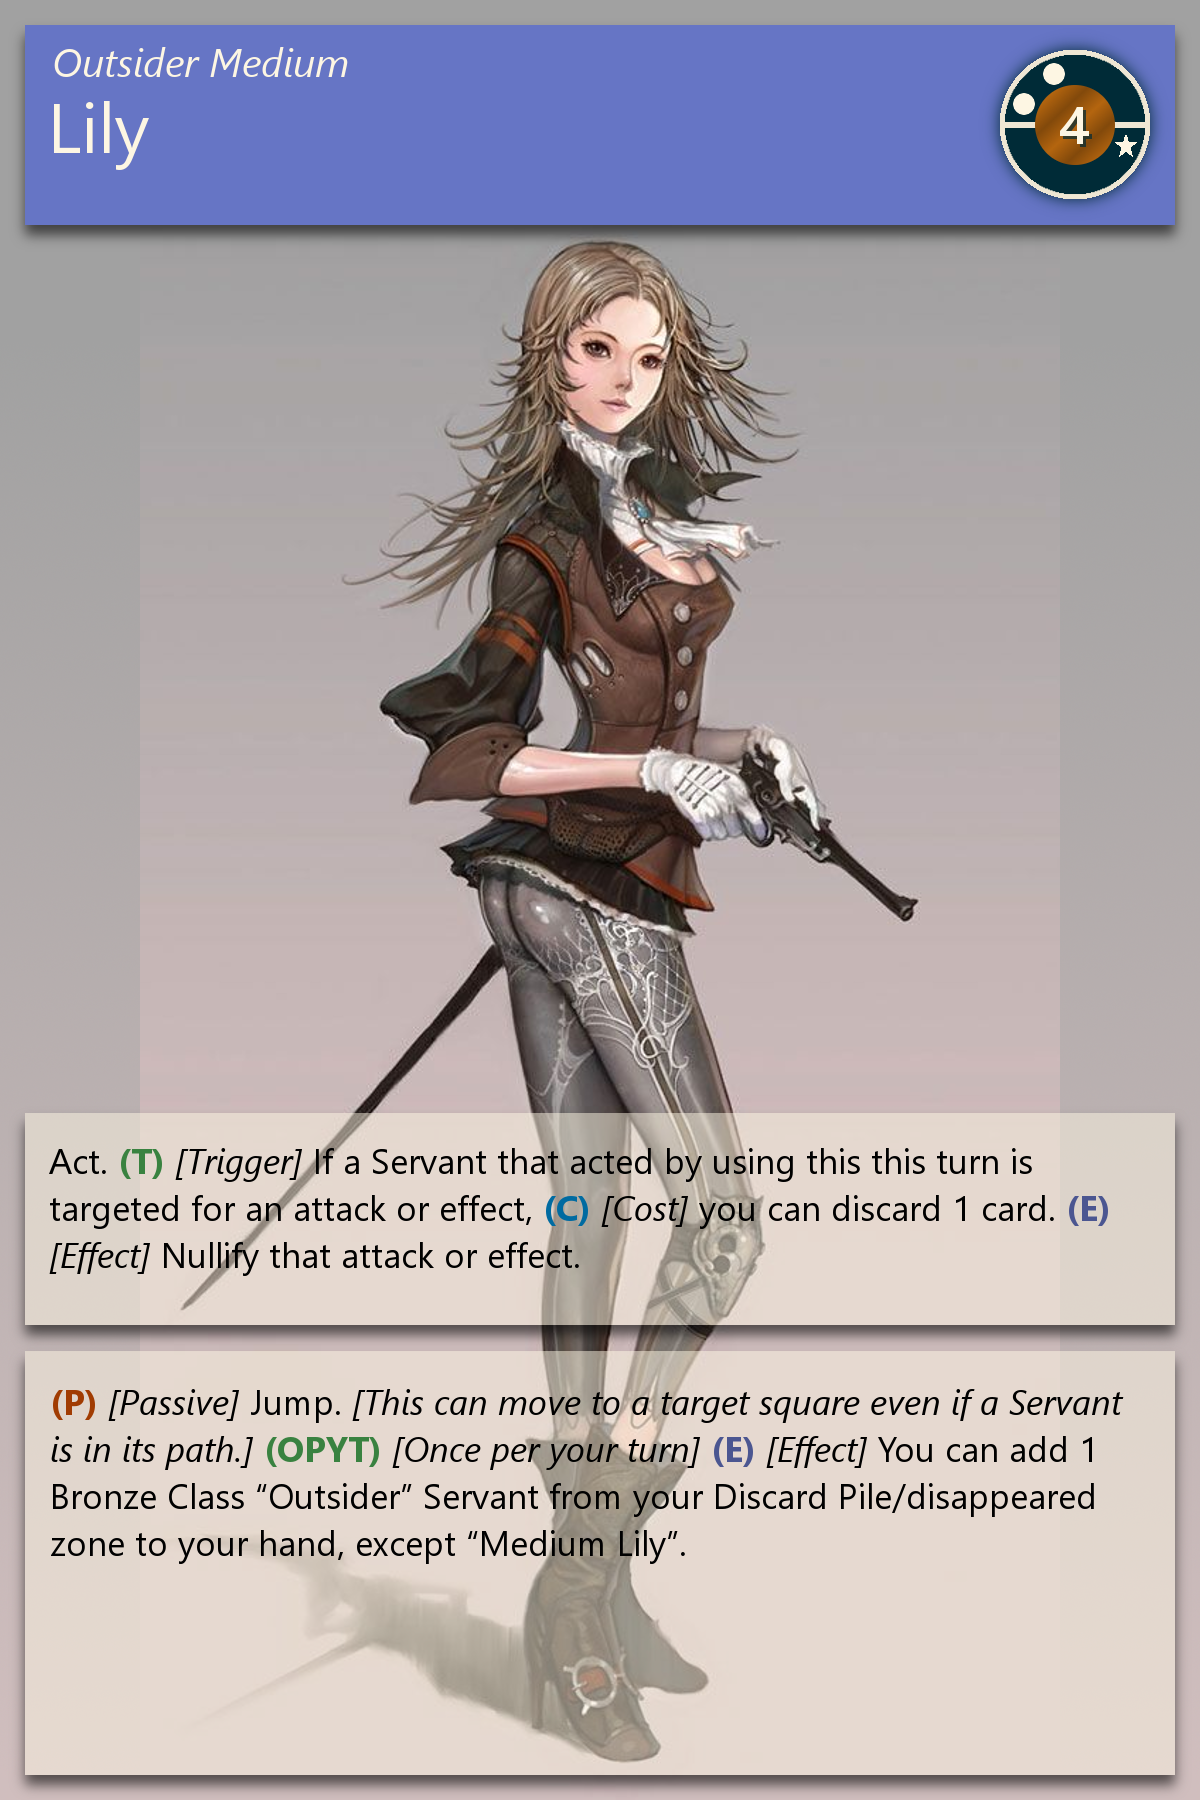 Outsider Medium
Lily
4
Act. (T) [Trigger] If a Servant that acted by using this this turn is
targeted for an attack or effect, (C) [Cost] you can discard 1 card. (E)
[Effect] Nullify that attack or effect.
(P) [Passive] Jump. [This can move to a target square even if a Servant
is in its path.] (OPYT) [Once per your turn] (E) [Effect] You can add 1
Bronze Class “Outsider” Servant from your Discard Pile/disappeared
zone to your hand, except “Medium Lily”.